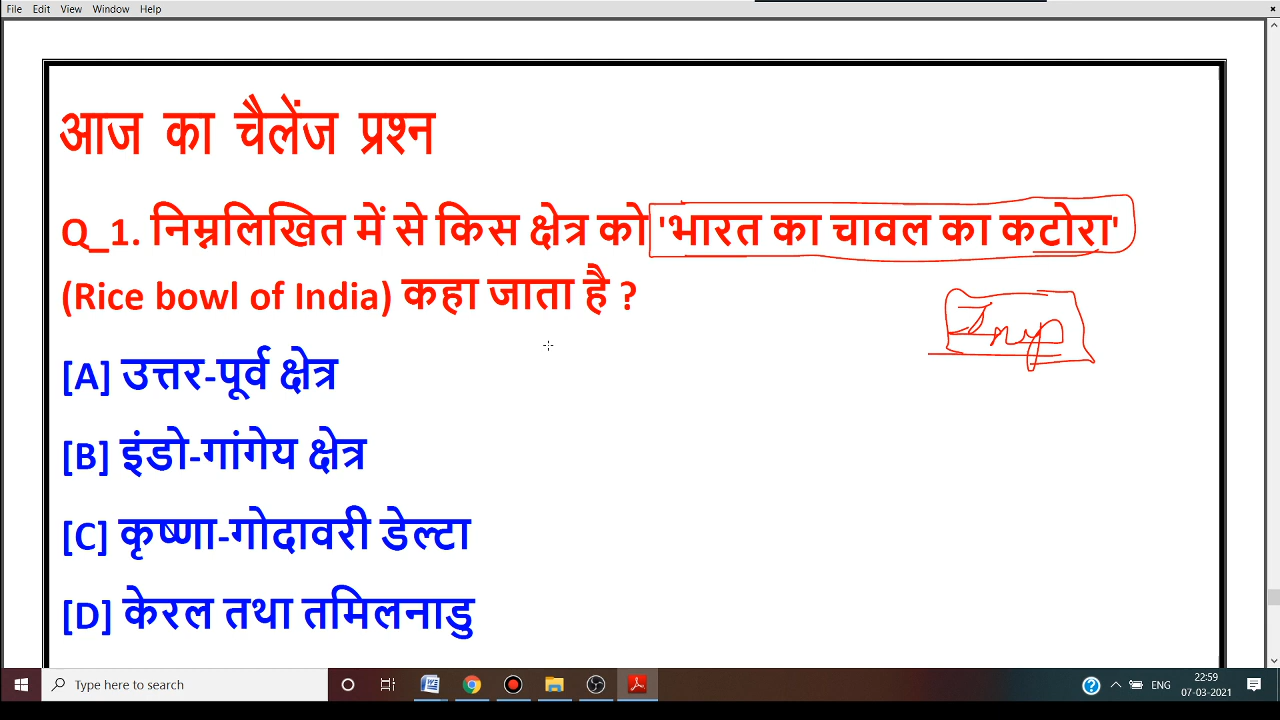 File Edit View Window Help
आज का चैलेंज प्रश्न
Q_1. निम्नलिखित में से किस क्षेत्र को 'भारत का चावल का कटोरा'
(Rice bowl of India) कहा जाता है ?
Imp
[A] उत्तर-पूर्व क्षेत्र
[B] इंडो-गांगेय क्षेत्र
[C] कृष्णा-गोदावरी डेल्टा
[D] केरल तथा तमिलनाडु
Type here to search
ENG
22:59
07-03-2021